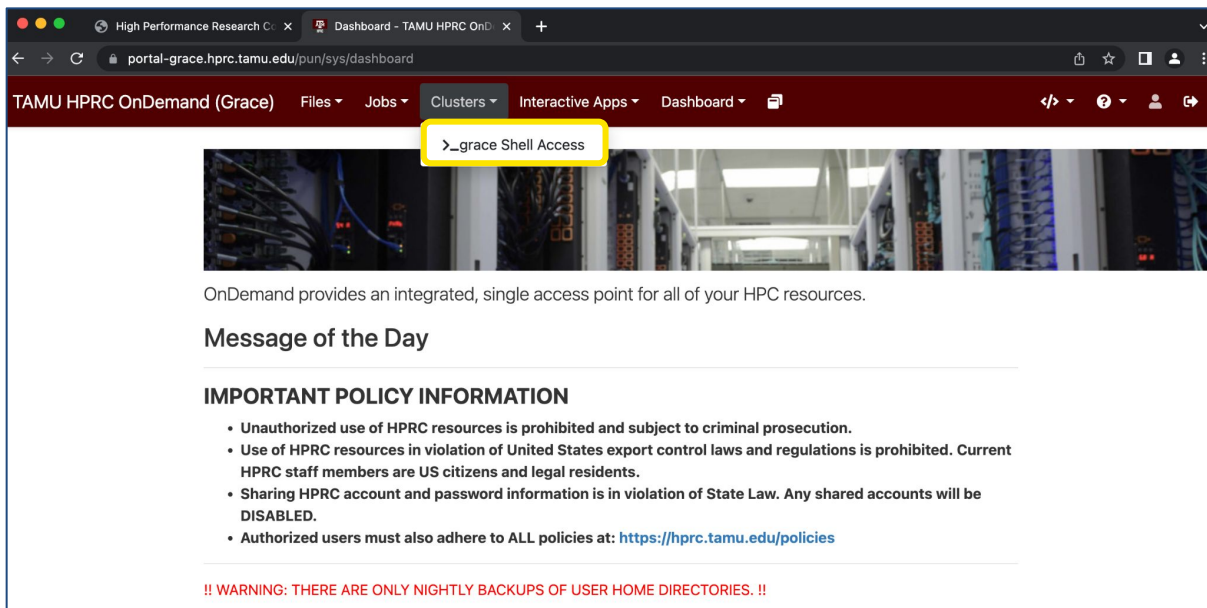 High Performance Research Co
Dashboard - TAMU HPRC OnD
portal-grace.hprc.tamu.edu/pun/sys/dashboard
TAMU HPRC OnDemand (Grace) Files Jobs Clusters Interactive Apps Dashboard
>_grace Shell Access
OnDemand provides an integrated, single access point for all of your HPC resources.
Message of the Day
IMPORTANT POLICY INFORMATION
• Unauthorized use of HPRC resources is prohibited and subject to criminal prosecution.
• Use of HPRC resources in violation of United States export control laws and regulations is prohibited. Current
HPRC staff members are US citizens and legal residents.
• Sharing HPRC account and password information is in violation of State Law. Any shared accounts will be
DISABLED.
• Authorized users must also adhere to ALL policies at: https://hprc.tamu.edu/policies
!! WARNING: THERE ARE ONLY NIGHTLY BACKUPS OF USER HOME DIRECTORIES. !!